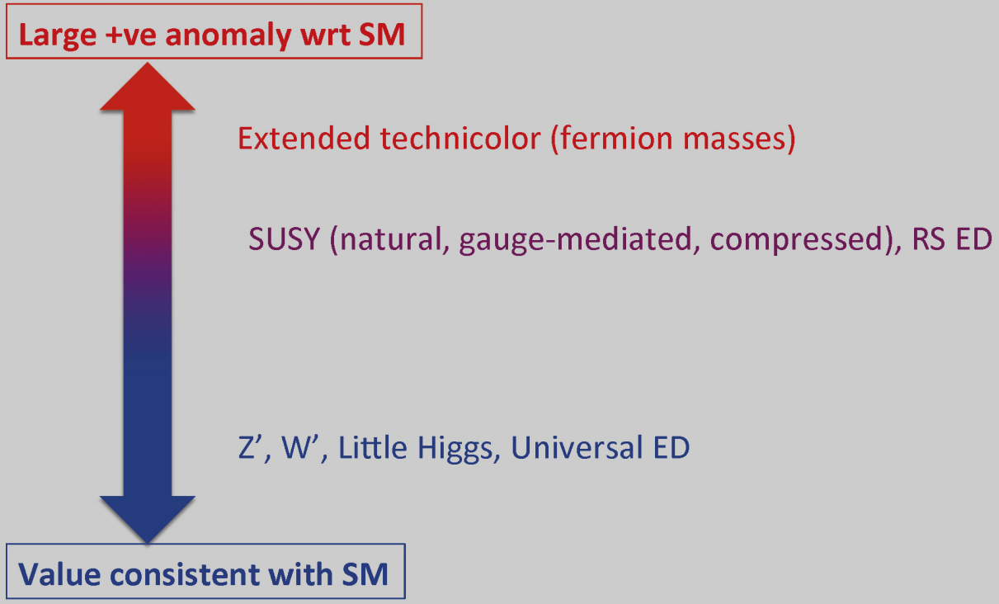 Large +ve anomaly wrt SM
Extended technicolor (fermion masses)
SUSY (natural, gauge-mediated, compressed), RS ED
Z’, W’, Little Higgs, Universal ED
Value consistent with SM